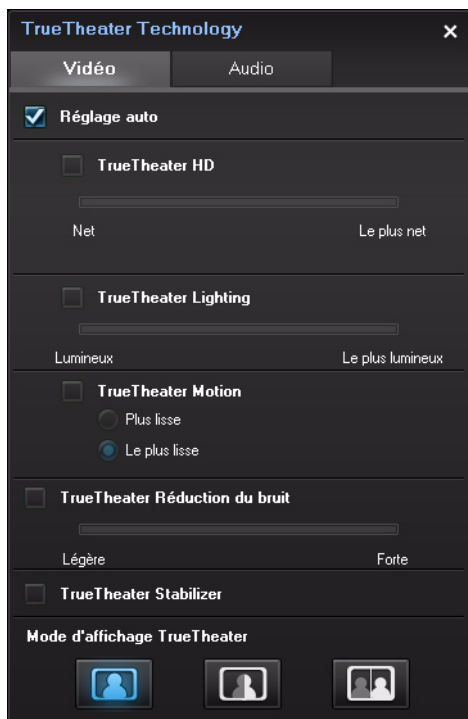 TrueTheater Technology
Vidéo Audio
Réglage auto
TrueTheater HD
Net Le plus net
TrueTheater Lighting
Lumineux Le plus lumineux
TrueTheater Motion
Plus lisse
Le plus lisse
TrueTheater Réduction du bruit
Légère Forte
TrueTheater Stabilizer
Mode d'affichage TrueTheater